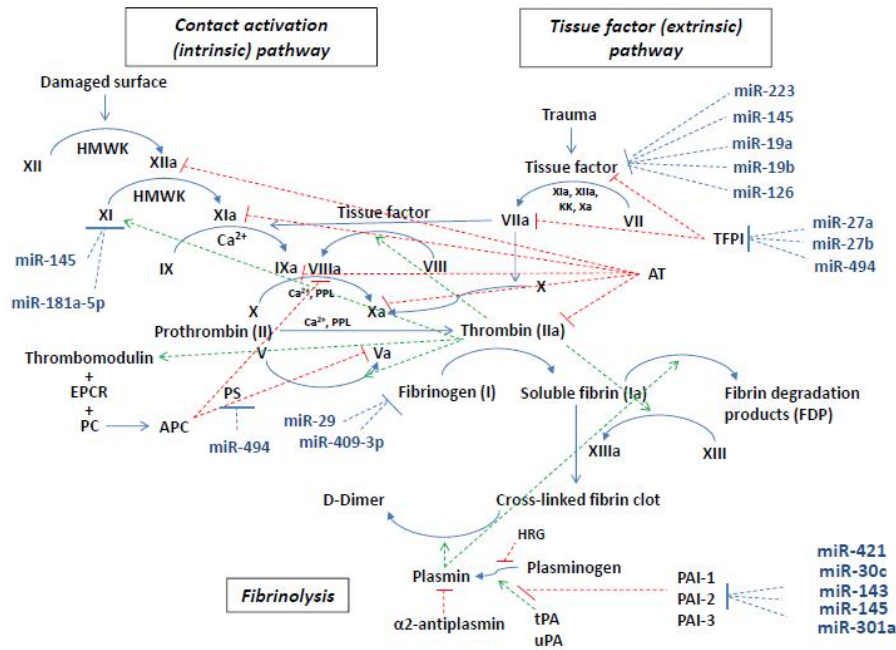 Contact activation
(intrinsic) pathway
Tissue factor (extrinsic)
pathway
Damaged surface
HMWK
XII
XIIa
HMWK
XI
XIa
Tissue factor
Ca²⁺
IX
IXa
VIIIa
VIII
miR-145
miR-181a-5p
Trauma
Tissue factor
XIa, XIIa,
KK, Xa
VIIa
VII
miR-223
miR-145
miR-19a
miR-19b
miR-126
TFPI
miR-27a
miR-27b
miR-494
AT
X
Ca²⁺, PPL
Xa
X
Prothrombin (II)
Ca²⁺, PPL
Thrombin (IIa)
V
Va
Thrombomodulin
+
EPCR
+
PC
APC
PS
miR-494
miR-29
miR-409-3p
Fibrinogen (I)
Soluble fibrin (Ia)
Fibrin degradation
products (FDP)
XIIIa
XIII
D-Dimer
Cross-linked fibrin clot
HRG
Fibrinolysis
Plasmin
Plasminogen
α2-antiplasmin
tPA
uPA
PAI-1
PAI-2
PAI-3
miR-421
miR-30c
miR-143
miR-145
miR-301a